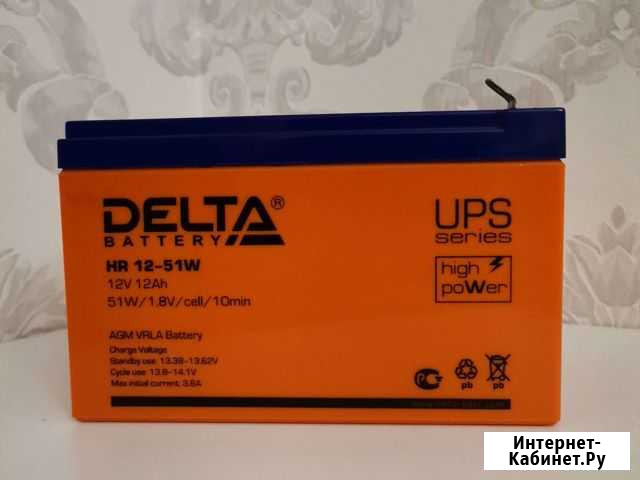 DELTA®
BATTERY
HR 12-51W
12V 12Ah
51W/1.8V/cell/10min
AGM VRLA Battery
Charge Voltage
Standby use: 13.38-13.62V
Cycle use: 13.8-14.1V
Max initial current: 3.6A
UPS
series
high
poWer
pb
pb
Интернет-
Кабинет.Ру